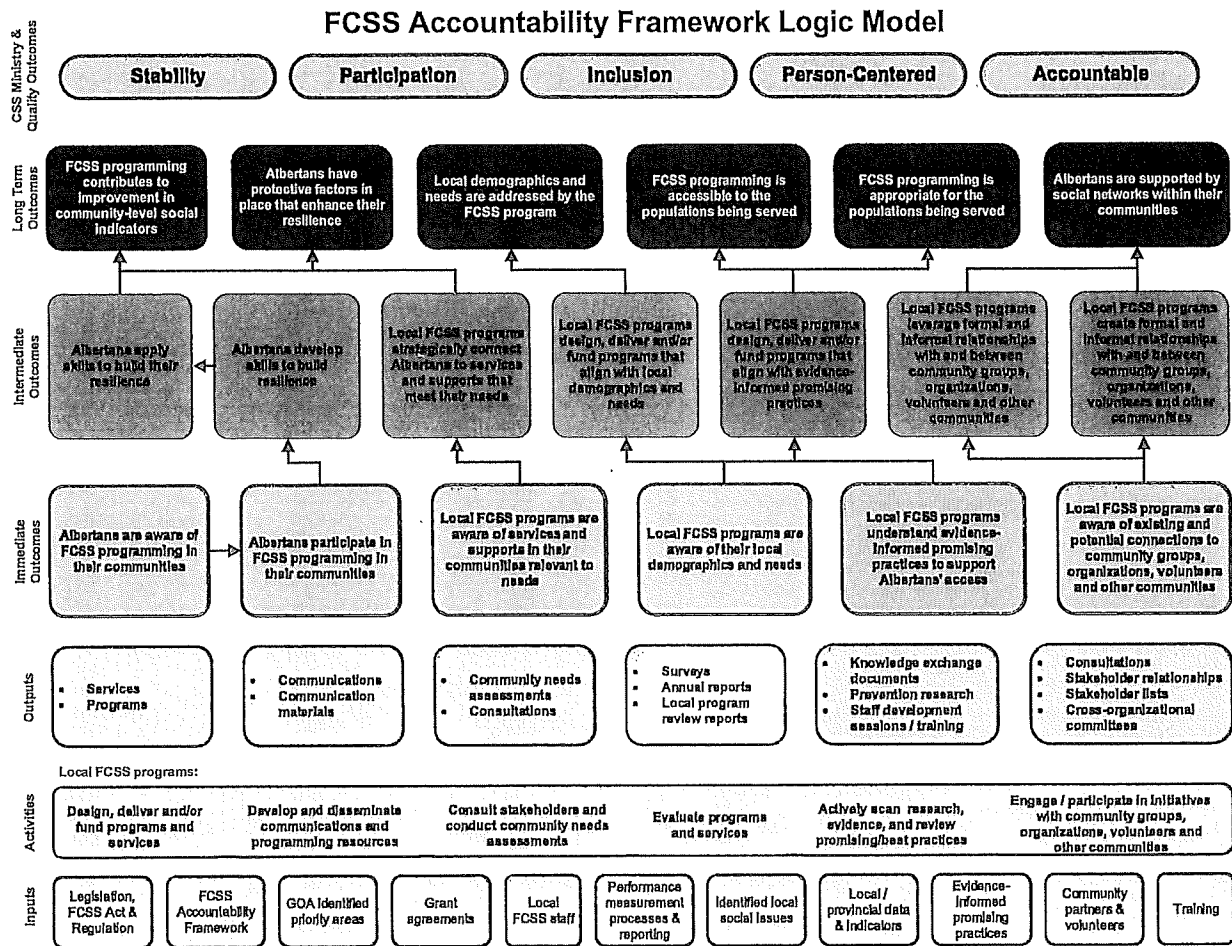 FCSS Accountability Framework Logic Model
CSS Ministry &
Quality Outcomes
Stability
Participation
Inclusion
Person-Centered
Accountable
Long Term
Outcomes
FCSS programming
contributes to
improvement in
community-level social
indicators
Albertans have
protective factors in
place that enhance their
resilience
Local demographics and
needs are addressed by the
FCSS program
FCSS programming is
accessible to the
populations being served
FCSS programming is
appropriate for the
populations being served
Albertans are supported by
social networks within their
communities
Intermediate
Outcomes
Albertans apply
skills to build their
resilience
Albertans develop
skills to build
resilience
Local FCSS programs
strategically connect
Albertans to services
and supports that
meet their needs
Local FCSS programs
design, deliver and/or
fund programs that
align with local
demographics and
needs
Local FCSS programs
design, deliver and/or
fund programs that
align with evidence-
informed promising
practices
Local FCSS programs
leverage formal and
informal relationships
with and between
community groups,
organizations,
volunteers and other
communities
Local FCSS programs
create formal and
informal relationships
with and between
community groups,
organizations,
volunteers and other
communities
Immediate
Outcomes
Albertans are aware of
FCSS programming in
their communities
Albertans participate in
FCSS programming in
their communities
Local FCSS programs are
aware of services and
supports in their
communities relevant to
needs
Local FCSS programs are
aware of their local
demographics and needs
Local FCSS programs
understand evidence-
informed promising
practices to support
Albertans' access
Local FCSS programs are
aware of existing and
potential connections to
community groups,
organizations, volunteers
and other communities
Outputs
▪ Services
▪ Programs
▪ Communications
▪ Communication
materials
▪ Community needs
assessments
▪ Consultations
▪ Surveys
▪ Annual reports
▪ Local program
review reports
▪ Knowledge exchange
documents
▪ Prevention research
▪ Staff development
sessions / training
▪ Consultations
▪ Stakeholder relationships
▪ Stakeholder lists
▪ Cross-organizational
committees
Activities
Local FCSS programs:
Design, deliver and/or
fund programs and
services
Develop and disseminate
communications and
programming resources
Consult stakeholders and
conduct community needs
assessments
Evaluate programs
and services
Actively scan research,
evidence, and review
promising/best practices
Engage / participate in initiatives
with community groups,
organizations, volunteers and
other communities
Inputs
Legislation,
FCSS Act &
Regulation
FCSS
Accountability
Framework
GOA Identified
priority areas
Grant
agreements
Local
FCSS staff
Performance
measurement
processes &
reporting
Identified local
social issues
Local /
provincial data
& Indicators
Evidence-
informed
promising
practices
Community
partners &
volunteers
Training